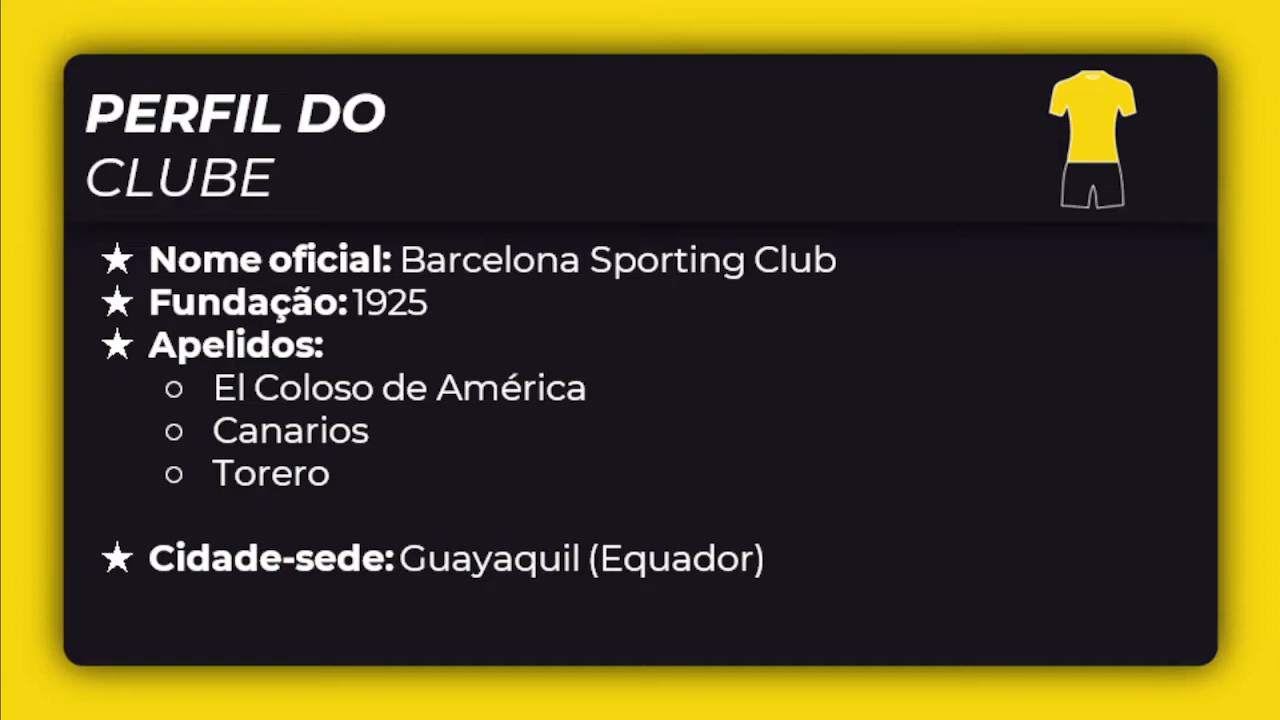 PERFIL DO
CLUBE
★ Nome oficial: Barcelona Sporting Club
★ Fundação: 1925
★ Apelidos:
○ El Coloso de América
○ Canarios
○ Torero
★ Cidade-sede: Guayaquil (Equador)